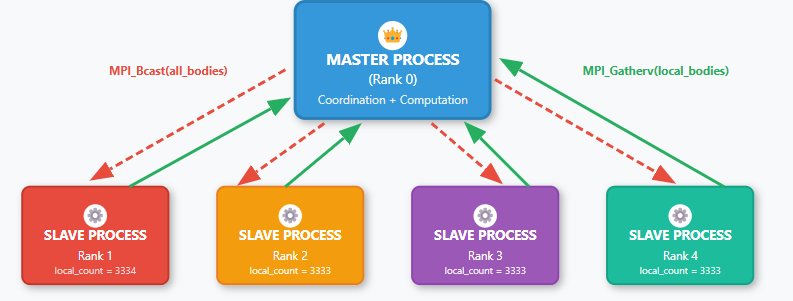 MASTER PROCESS
(Rank 0)
Coordination + Computation
MPI_Bcast(all_bodies)
MPI_Gatherv(local_bodies)
SLAVE PROCESS
Rank 1
local_count = 3334
SLAVE PROCESS
Rank 2
local_count = 3333
SLAVE PROCESS
Rank 3
local_count = 3333
SLAVE PROCESS
Rank 4
local_count = 3333